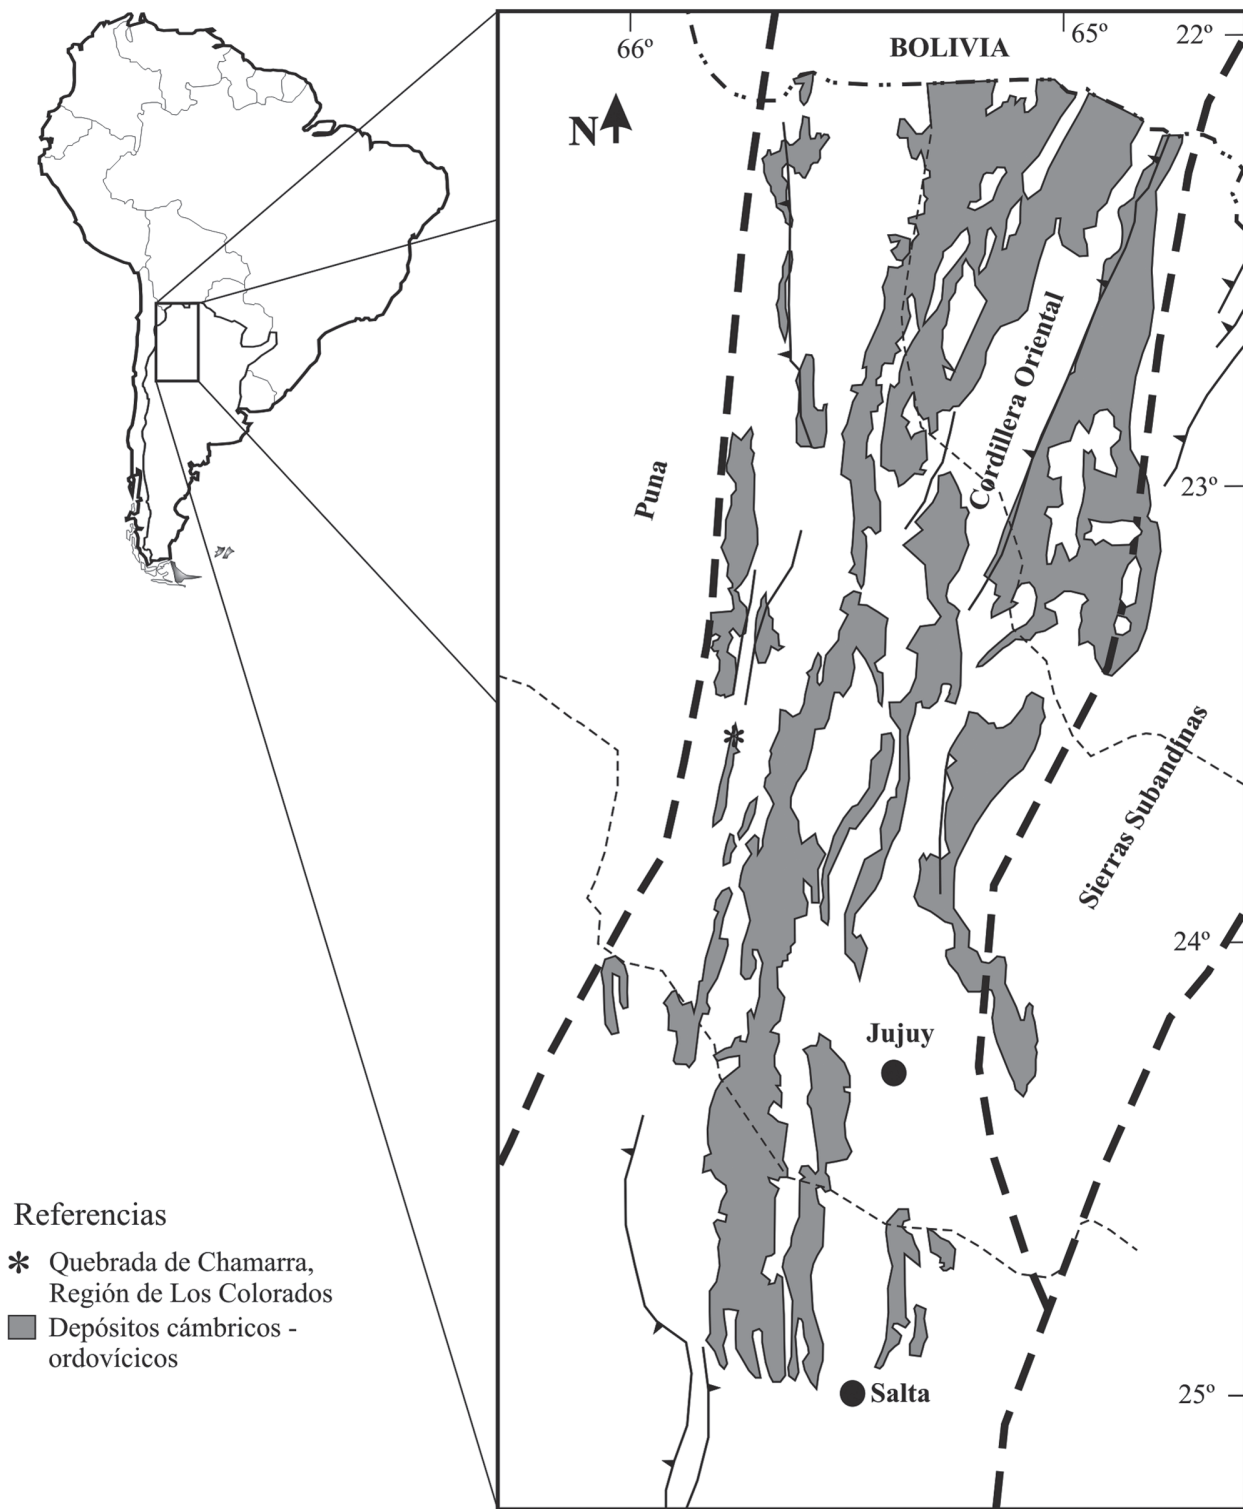 66º
65º
22º
BOLIVIA
N
Cordillera Oriental
Puna
23º
Sierras Subandinas
24º
Jujuy
Salta
25º
Referencias
* Quebrada de Chamarra,
Región de Los Colorados
Depósitos cámbricos -
ordovícicos